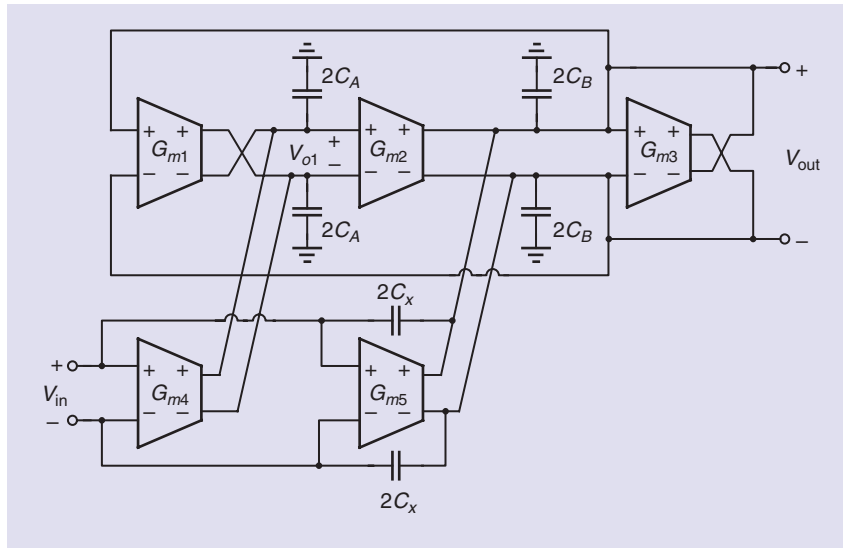 2C_A
2C_B
+ +
G_m1
− −
V_o1
+
−
+ +
G_m2
− −
+ +
G_m3
− −
+
V_out
−
2C_A
2C_B
2C_x
+
V_in
−
+ +
G_m4
− −
+ +
G_m5
− −
2C_x